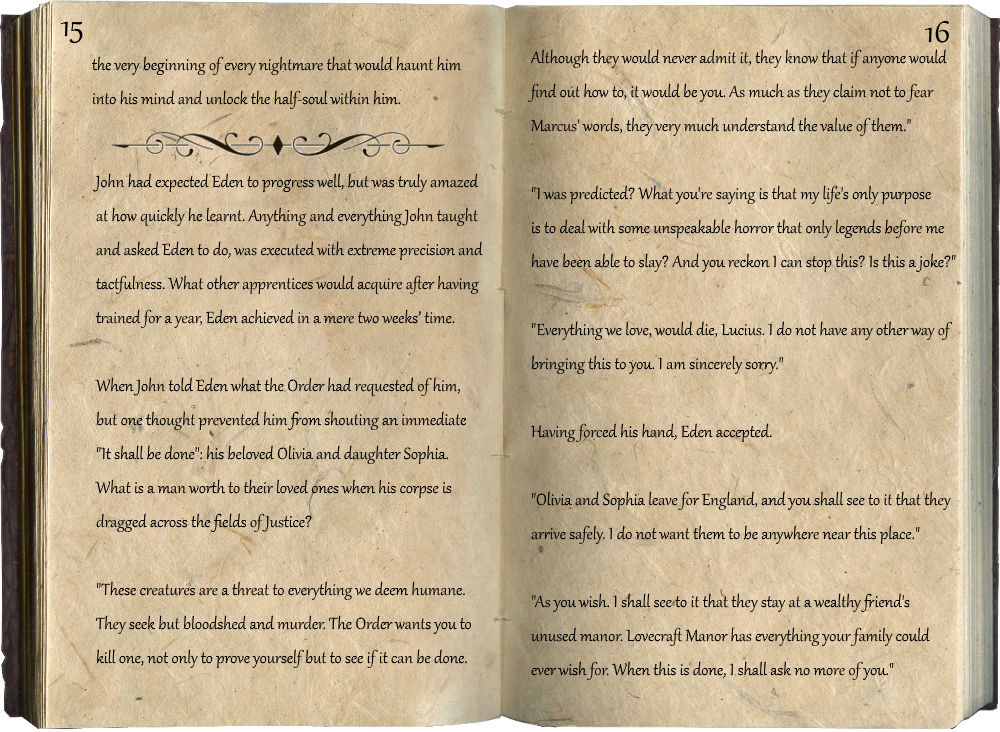 15
the very beginning of every nightmare that would haunt him
into his mind and unlock the half-soul within him.
John had expected Eden to progress well, but was truly amazed
at how quickly he learnt. Anything and everything John taught
and asked Eden to do, was executed with extreme precision and
tactfulness. What other apprentices would acquire after having
trained for a year, Eden achieved in a mere two weeks' time.
When John told Eden what the Order had requested of him,
but one thought prevented him from shouting an immediate
"It shall be done": his beloved Olivia and daughter Sophia.
What is a man worth to their loved ones when his corpse is
dragged across the fields of Justice?
"These creatures are a threat to everything we deem humane.
They seek but bloodshed and murder. The Order wants you to
kill one, not only to prove yourself but to see if it can be done.
16
Although they would never admit it, they know that if anyone would
find out how to, it would be you. As much as they claim not to fear
Marcus' words, they very much understand the value of them."
"I was predicted? What you're saying is that my life's only purpose
is to deal with some unspeakable horror that only legends before me
have been able to slay? And you reckon I can stop this? Is this a joke?"
"Everything we love, would die, Lucius. I do not have any other way of
bringing this to you. I am sincerely sorry."
Having forced his hand, Eden accepted.
"Olivia and Sophia leave for England, and you shall see to it that they
arrive safely. I do not want them to be anywhere near this place."
"As you wish. I shall see to it that they stay at a wealthy friend's
unused manor. Lovecraft Manor has everything your family could
ever wish for. When this is done, I shall ask no more of you."